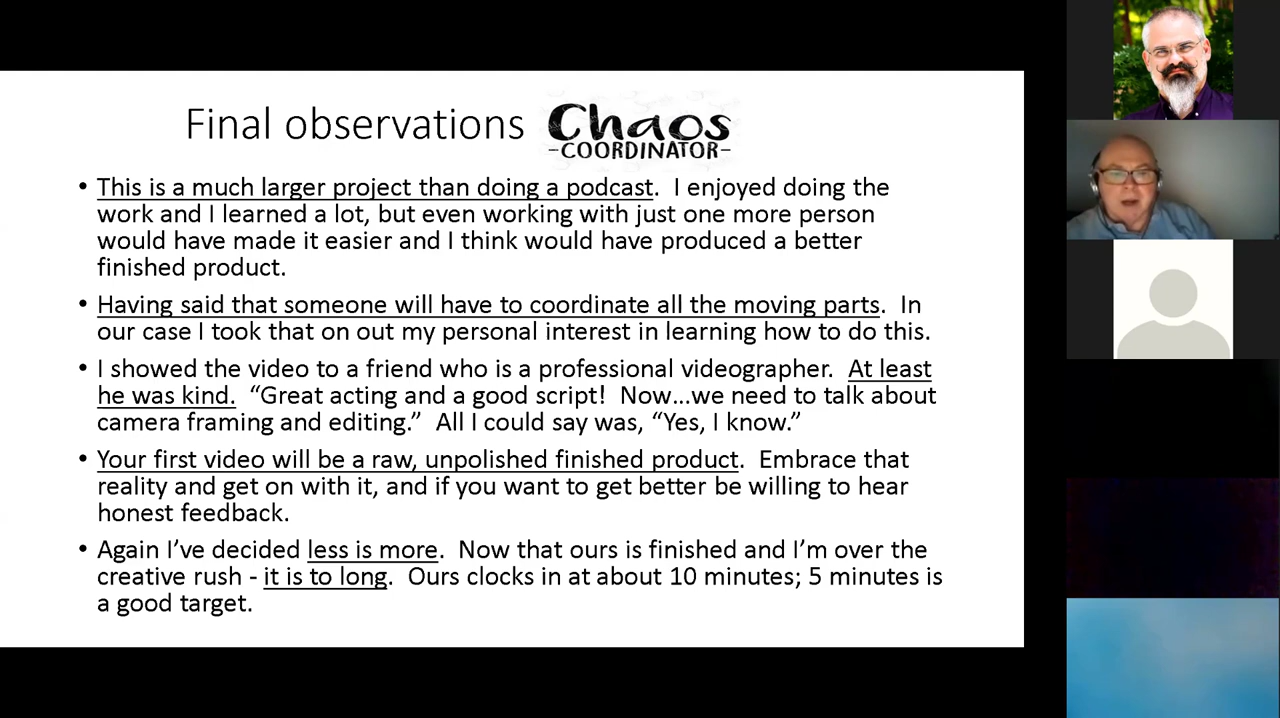 Final observations
Chaos
-COORDINATOR-
• This is a much larger project than doing a podcast.  I enjoyed doing the
work and I learned a lot, but even working with just one more person
would have made it easier and I think would have produced a better
finished product.
• Having said that someone will have to coordinate all the moving parts.  In
our case I took that on out my personal interest in learning how to do this.
• I showed the video to a friend who is a professional videographer.  At least
he was kind.  “Great acting and a good script!  Now…we need to talk about
camera framing and editing.”  All I could say was, “Yes, I know.”
• Your first video will be a raw, unpolished finished product.  Embrace that
reality and get on with it, and if you want to get better be willing to hear
honest feedback.
• Again I’ve decided less is more.  Now that ours is finished and I’m over the
creative rush - it is to long.  Ours clocks in at about 10 minutes; 5 minutes is
a good target.